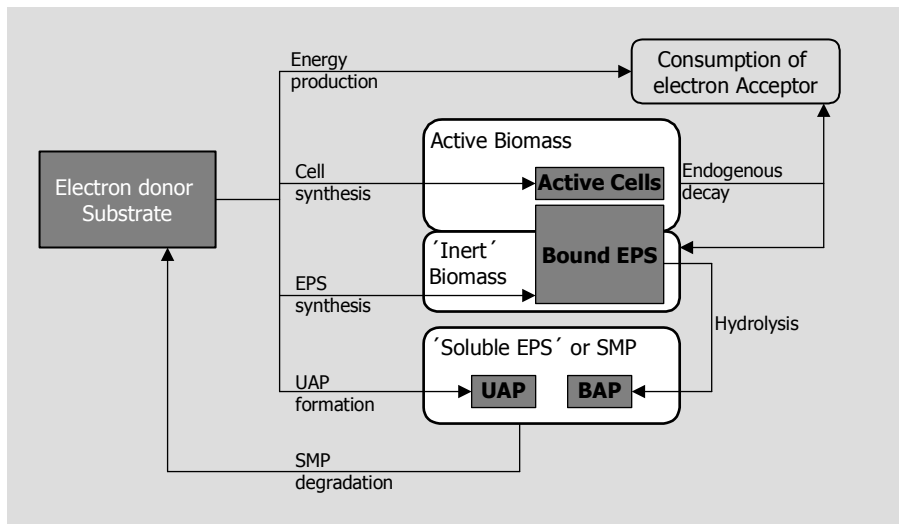 Energy
production
Consumption of
electron Acceptor
Active Biomass
Electron donor
Substrate
Cell
synthesis
Active Cells
Endogenous
decay
´Inert´
Biomass
Bound EPS
EPS
synthesis
Hydrolysis
´Soluble EPS´ or SMP
UAP
formation
UAP
BAP
SMP
degradation